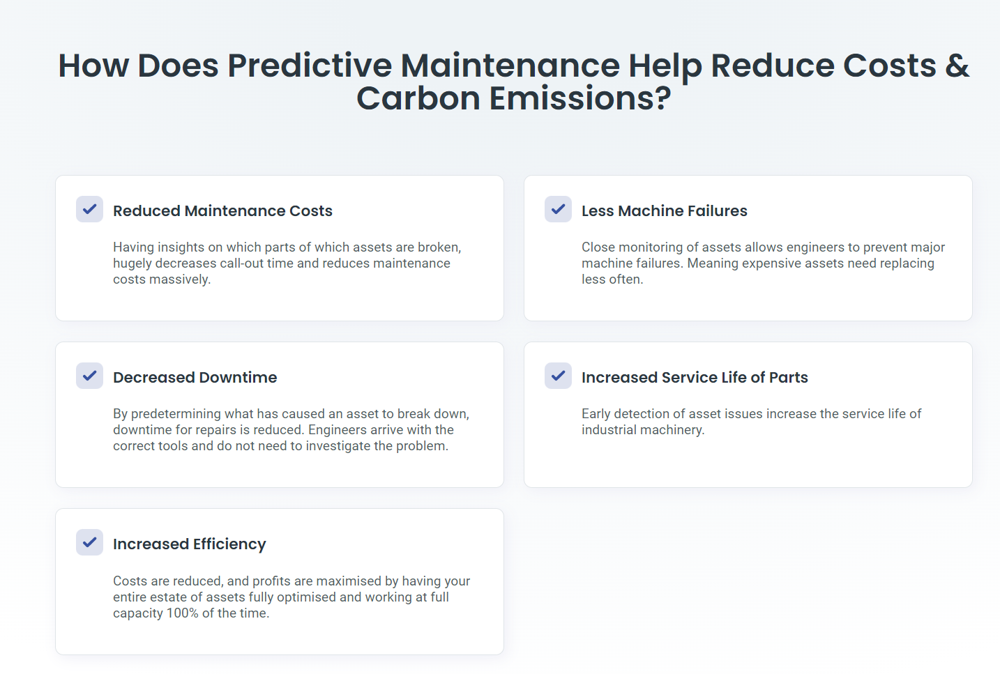 How Does Predictive Maintenance Help Reduce Costs &
Carbon Emissions?
Reduced Maintenance Costs
Having insights on which parts of which assets are broken,
hugely decreases call-out time and reduces maintenance
costs massively.
Less Machine Failures
Close monitoring of assets allows engineers to prevent major
machine failures. Meaning expensive assets need replacing
less often.
Decreased Downtime
By predetermining what has caused an asset to break down,
downtime for repairs is reduced. Engineers arrive with the
correct tools and do not need to investigate the problem.
Increased Service Life of Parts
Early detection of asset issues increase the service life of
industrial machinery.
Increased Efficiency
Costs are reduced, and profits are maximised by having your
entire estate of assets fully optimised and working at full
capacity 100% of the time.